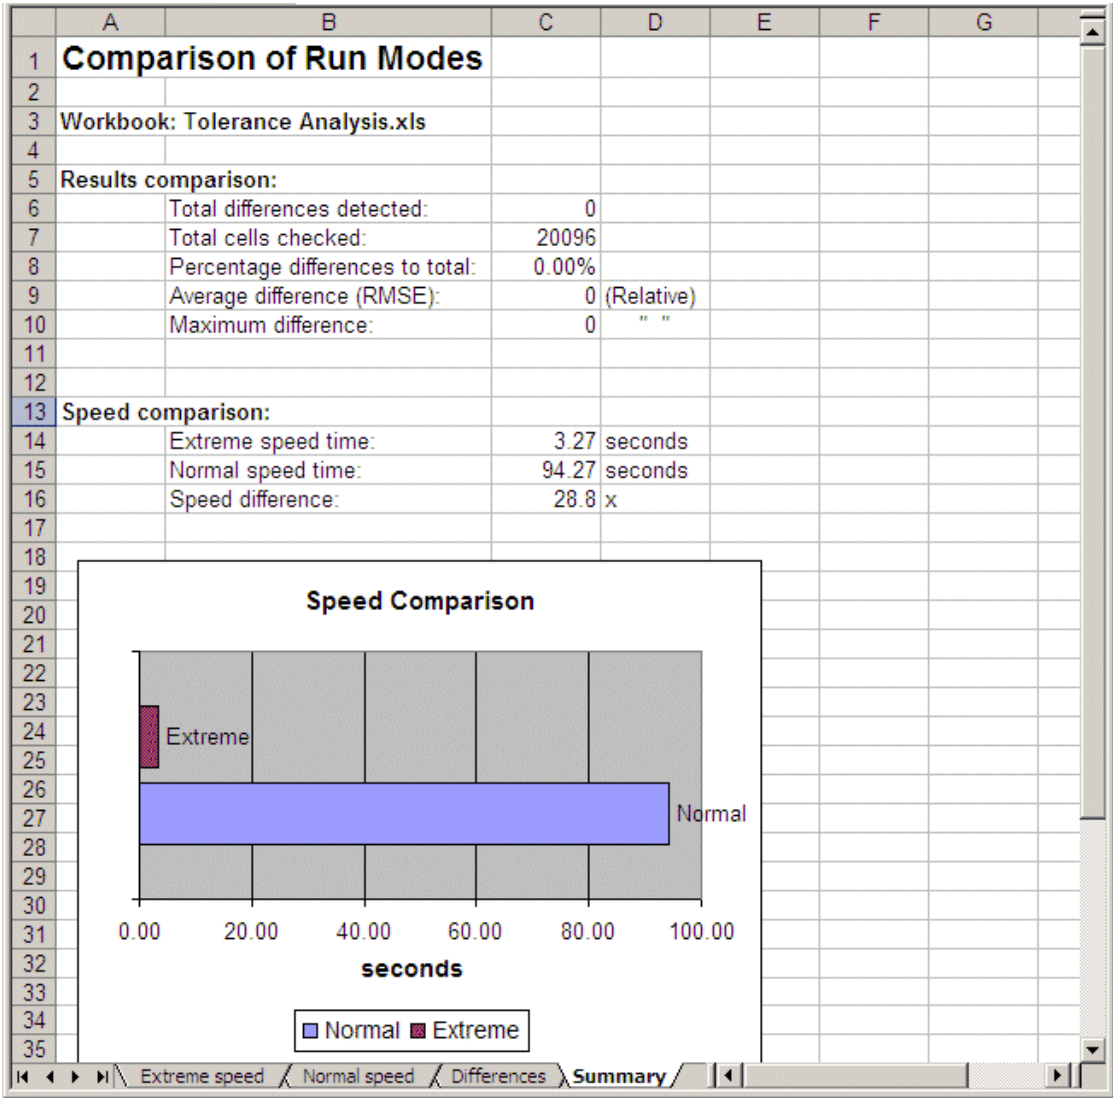 A B C D E F G
1 Comparison of Run Modes
2
3 Workbook: Tolerance Analysis.xls
4
5 Results comparison:
6 Total differences detected: 0
7 Total cells checked: 20096
8 Percentage differences to total: 0.00%
9 Average difference (RMSE): 0 (Relative)
10 Maximum difference: 0 " "
11
12
13 Speed comparison:
14 Extreme speed time: 3.27 seconds
15 Normal speed time: 94.27 seconds
16 Speed difference: 28.8 x
17
18
19
20 Speed Comparison
21
22
23
24 Extreme
25
26
27 Normal
28
29
30
31 0.00 20.00 40.00 60.00 80.00 100.00
32 seconds
33
34 Normal Extreme
35
Extreme speed Normal speed Differences Summary